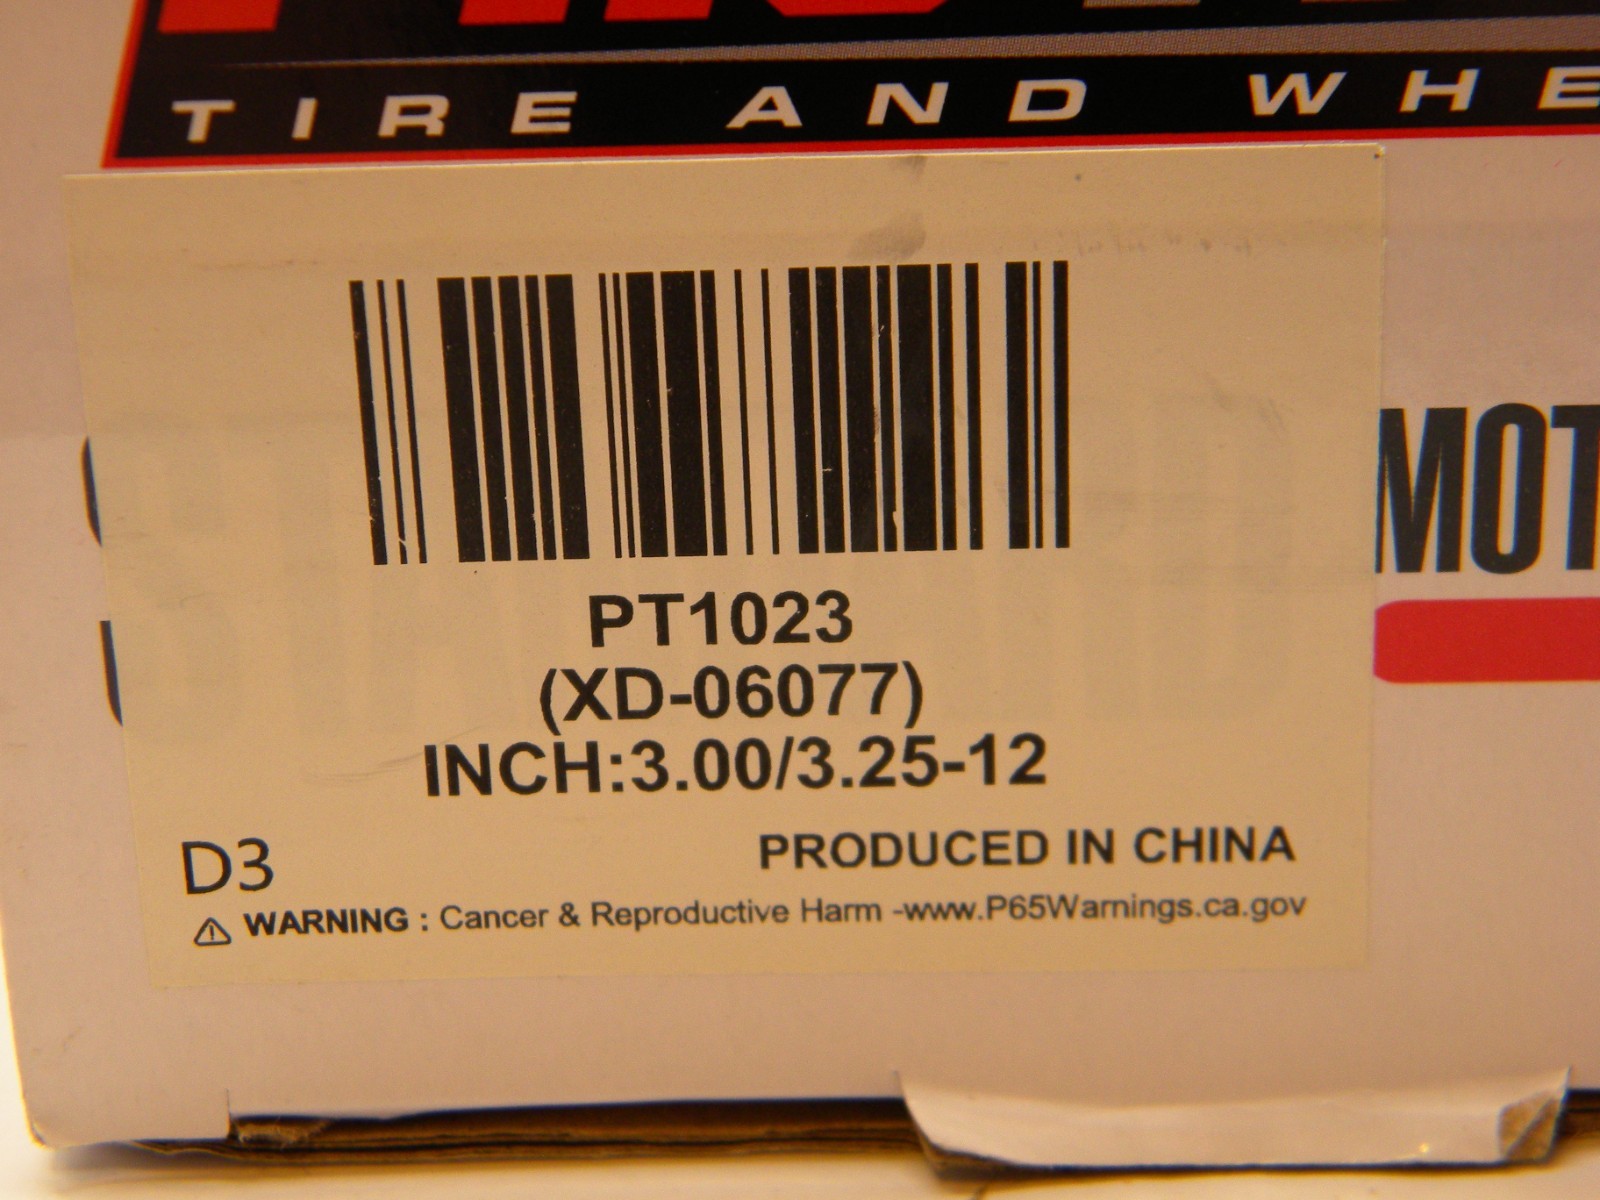 TIRE AND WHE
MOT
PT1023
(XD-06077)
INCH:3.00/3.25-12
D3
PRODUCED IN CHINA
WARNING : Cancer & Reproductive Harm -www.P65Warnings.ca.gov